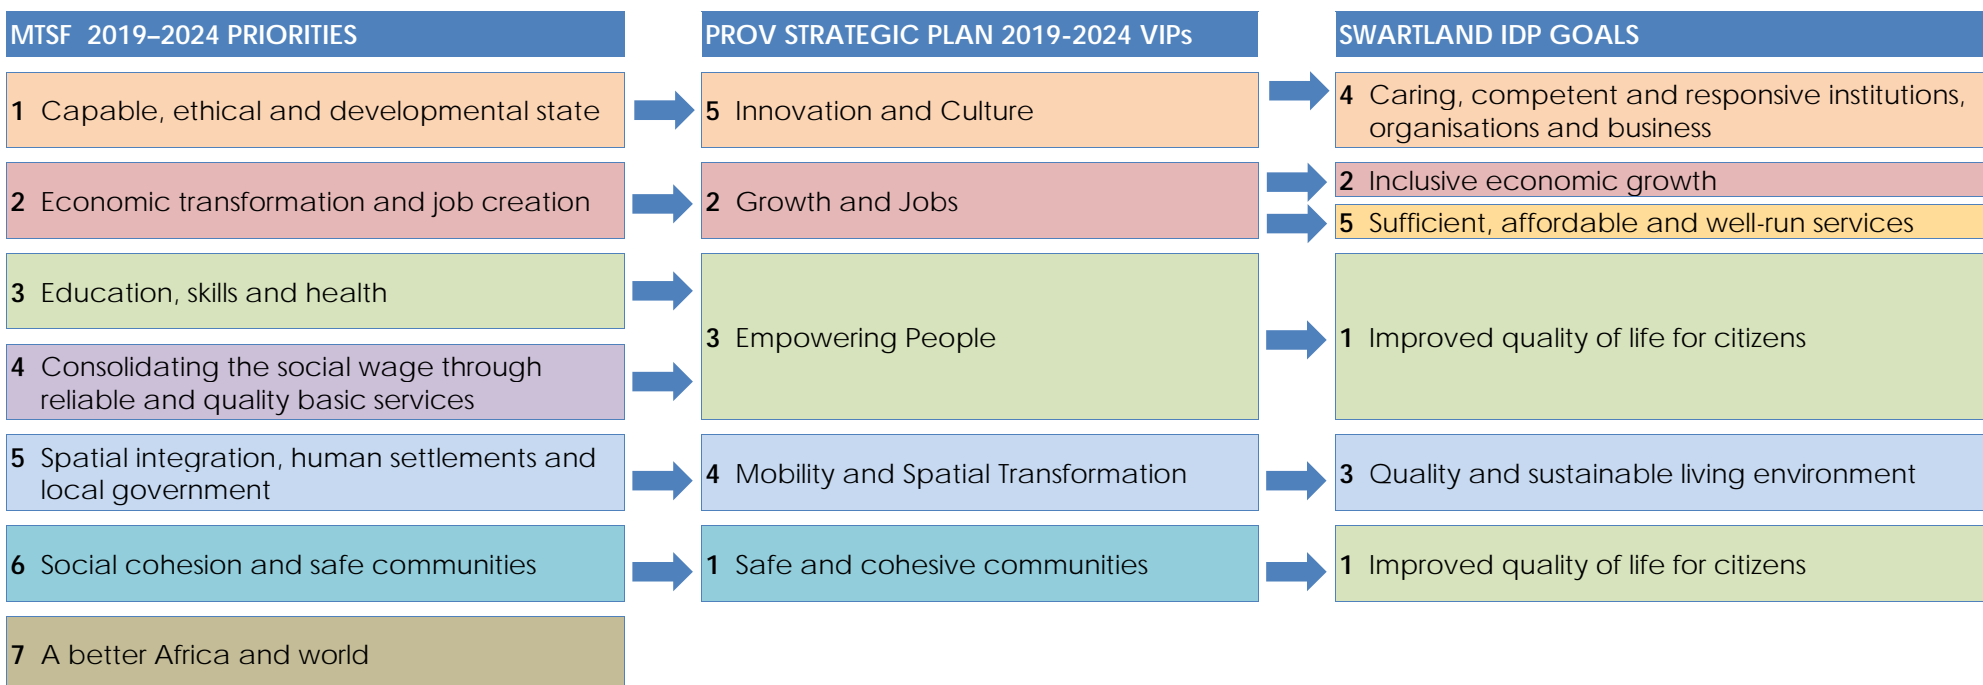 MTSF 2019–2024 PRIORITIES
PROV STRATEGIC PLAN 2019-2024 VIPs
SWARTLAND IDP GOALS
1 Capable, ethical and developmental state
5 Innovation and Culture
4 Caring, competent and responsive institutions,
organisations and business
2 Economic transformation and job creation
2 Growth and Jobs
2 Inclusive economic growth
5 Sufficient, affordable and well-run services
3 Education, skills and health
4 Consolidating the social wage through
reliable and quality basic services
3 Empowering People
1 Improved quality of life for citizens
5 Spatial integration, human settlements and
local government
4 Mobility and Spatial Transformation
3 Quality and sustainable living environment
6 Social cohesion and safe communities
1 Safe and cohesive communities
1 Improved quality of life for citizens
7 A better Africa and world